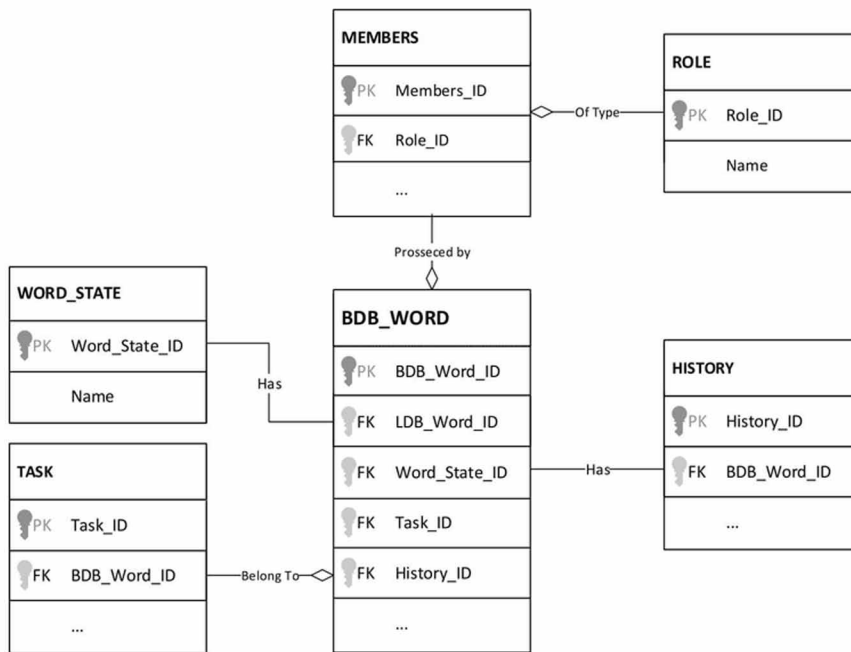 MEMBERS
PK Members_ID
FK Role_ID
...
Of Type
ROLE
PK Role_ID
Name
Prosseced by
WORD_STATE
PK Word_State_ID
Name
Has
BDB_WORD
PK BDB_Word_ID
FK LDB_Word_ID
FK Word_State_ID
FK Task_ID
FK History_ID
...
Has
HISTORY
PK History_ID
FK BDB_Word_ID
...
TASK
PK Task_ID
FK BDB_Word_ID
...
Belong To